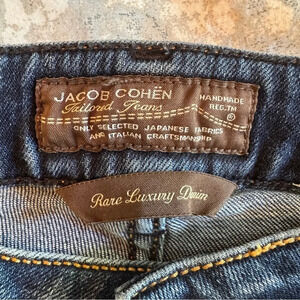 JACOB COHËN
Tailored Jeans
HANDMADE
REG.TM
®
ONLY SELECTED JAPANESE FABRICS
AND ITALIAN CRAFTSMANSHIP
Rare Luxury Denim